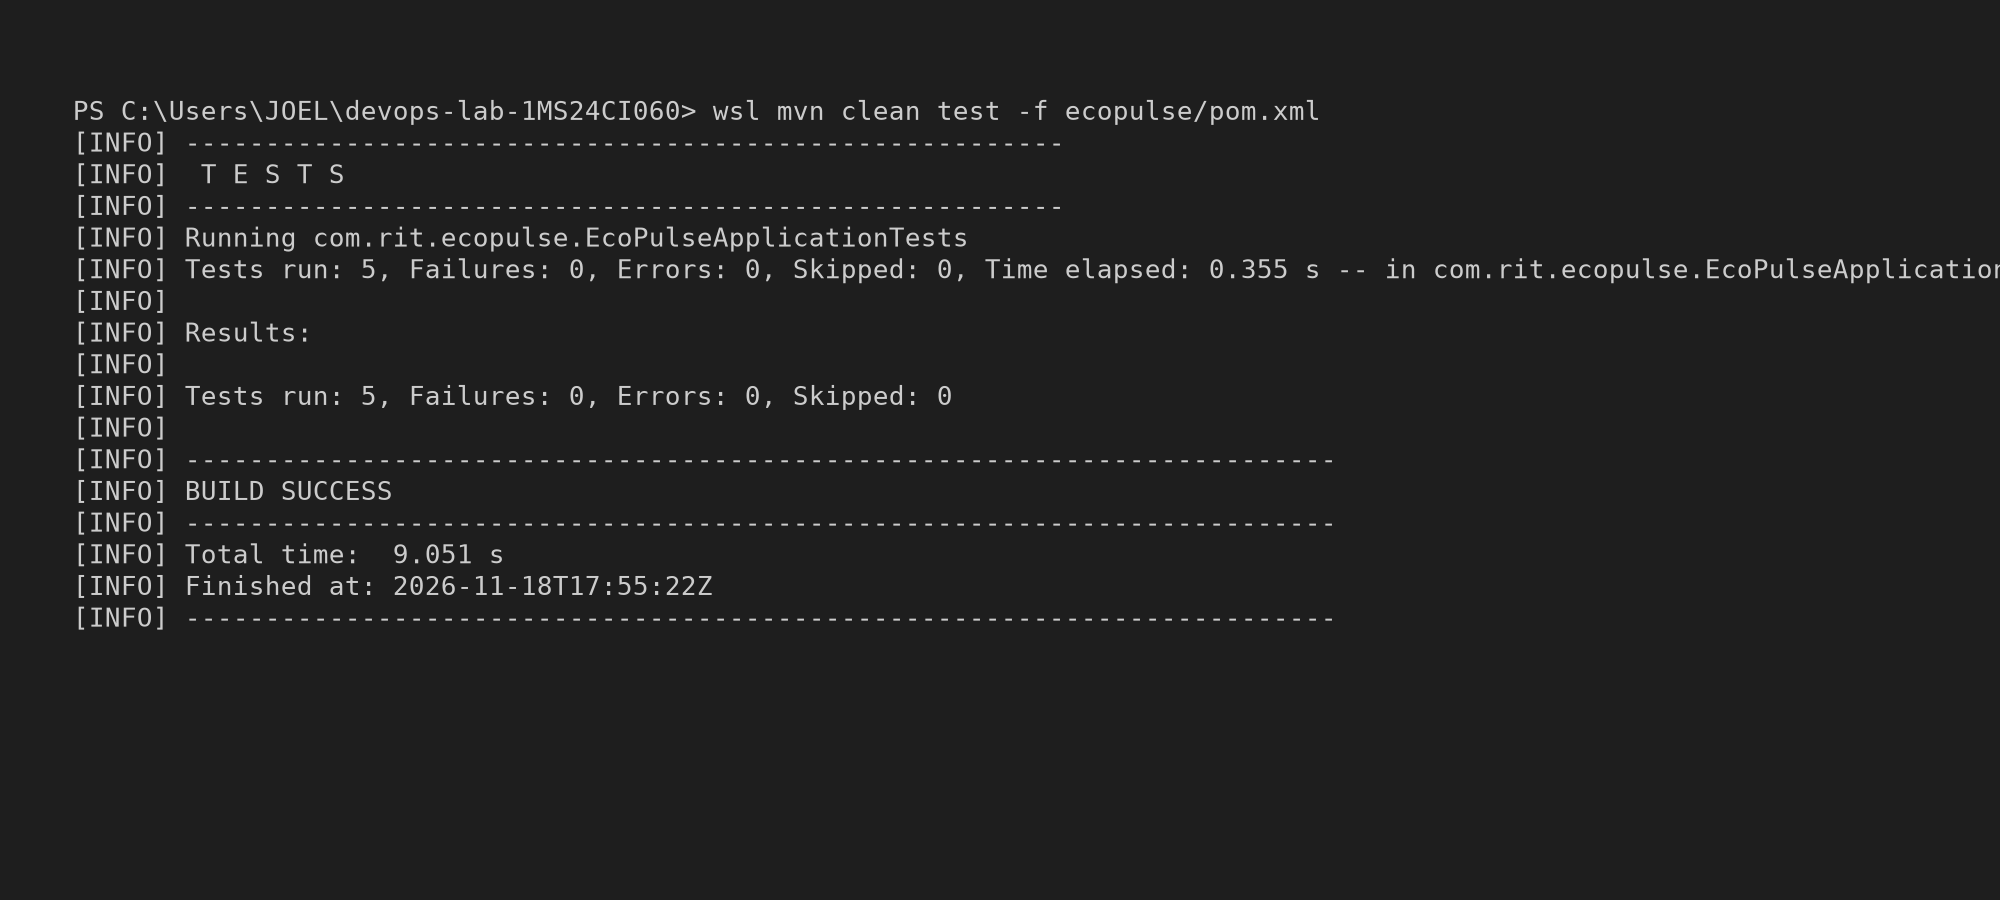 PS C:\Users\JOEL\devops-lab-1MS24CI060> wsl mvn clean test -f ecopulse/pom.xml
[INFO] -------------------------------------------------------
[INFO]  T E S T S
[INFO] -------------------------------------------------------
[INFO] Running com.rit.ecopulse.EcoPulseApplicationTests
[INFO] Tests run: 5, Failures: 0, Errors: 0, Skipped: 0, Time elapsed: 0.355 s -- in com.rit.ecopulse.EcoPulseApplication
[INFO]
[INFO] Results:
[INFO]
[INFO] Tests run: 5, Failures: 0, Errors: 0, Skipped: 0
[INFO]
[INFO] ------------------------------------------------------------------------
[INFO] BUILD SUCCESS
[INFO] ------------------------------------------------------------------------
[INFO] Total time:  9.051 s
[INFO] Finished at: 2026-11-18T17:55:22Z
[INFO] ------------------------------------------------------------------------